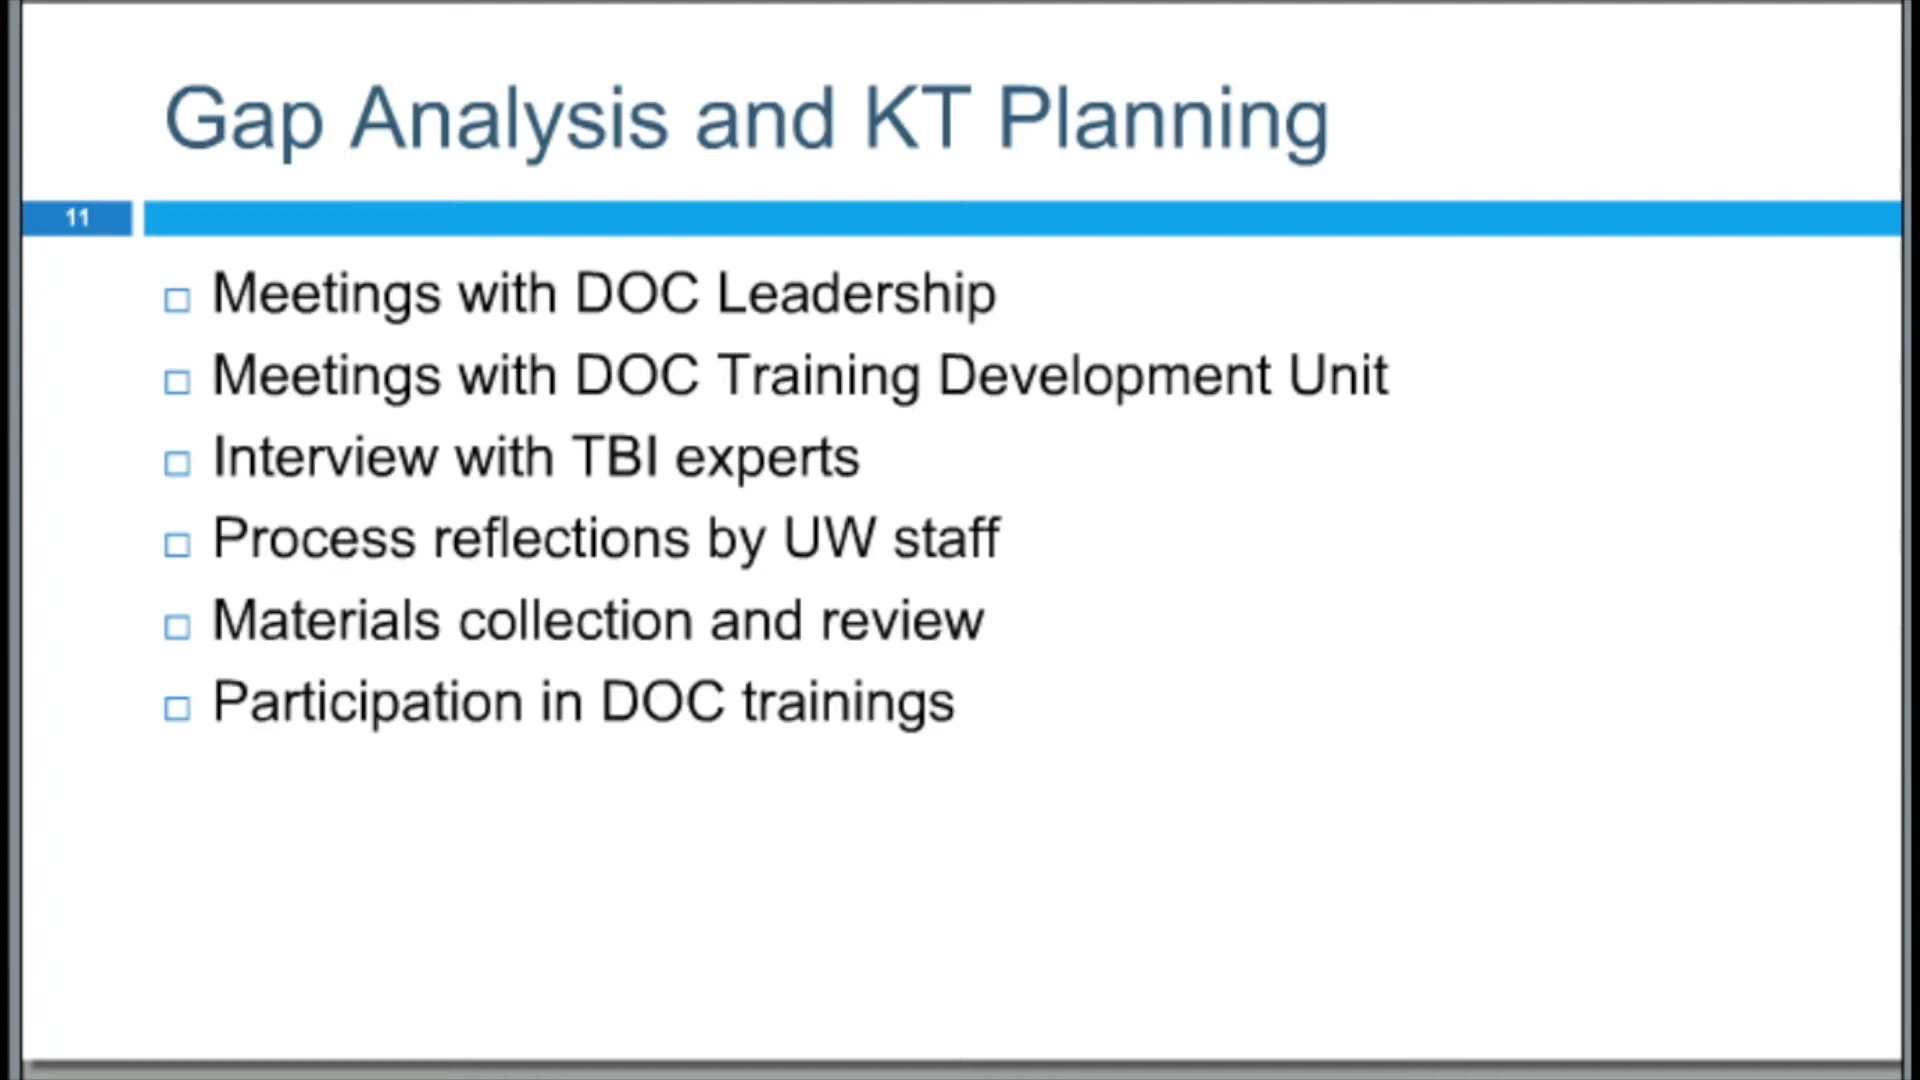 Gap Analysis and KT Planning
11
Meetings with DOC Leadership
Meetings with DOC Training Development Unit
Interview with TBI experts
Process reflections by UW staff
Materials collection and review
Participation in DOC trainings